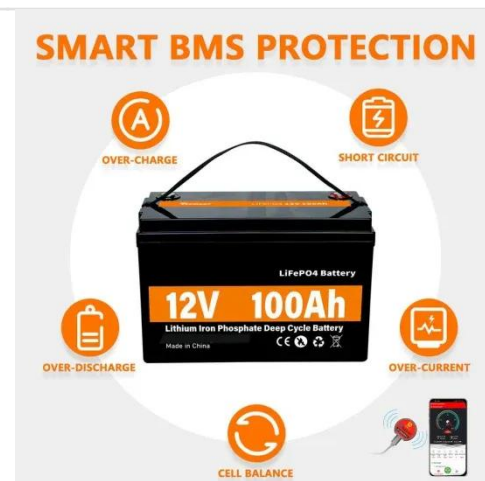 SMART BMS PROTECTION
OVER-CHARGE
SHORT CIRCUIT
LiFePO4 Battery
12V 100Ah
Lithium Iron Phosphate Deep Cycle Battery
Made in China
CE
OVER-DISCHARGE
OVER-CURRENT
CELL BALANCE